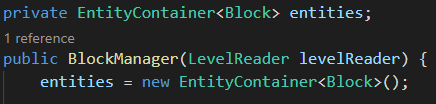 private EntityContainer<Block> entities;
1 reference
public BlockManager(LevelReader levelReader) {
entities = new EntityContainer<Block>();